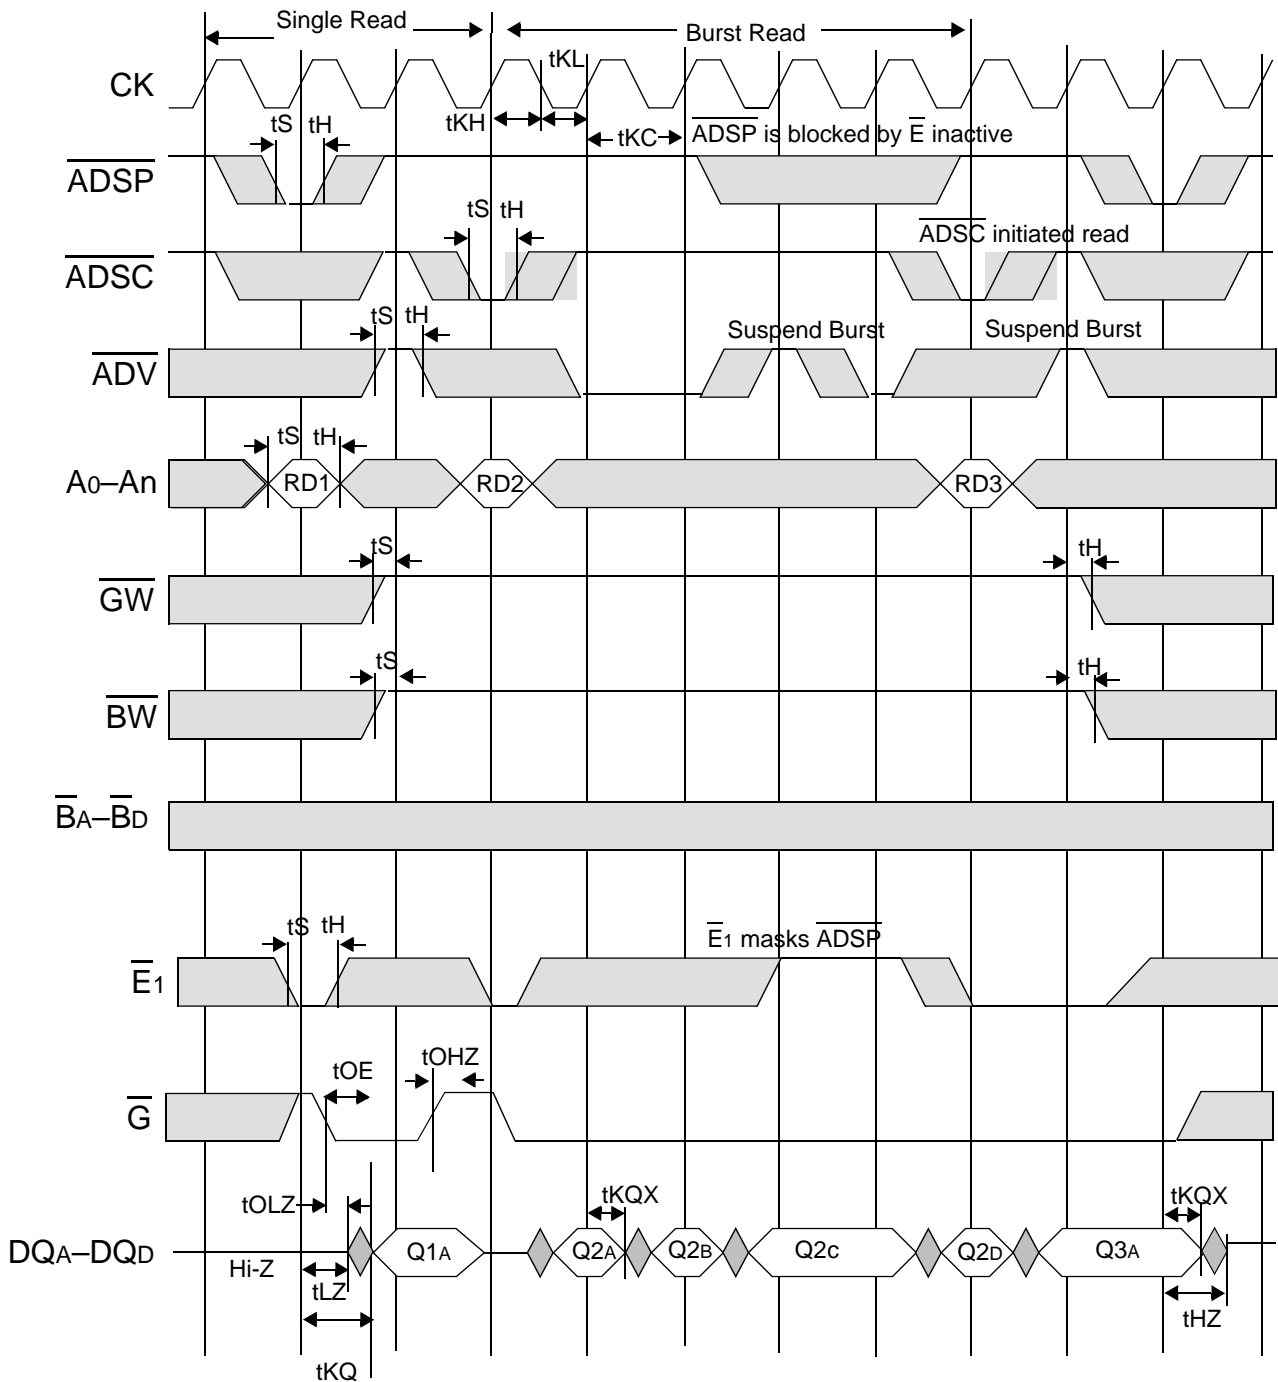 Single Read
Burst Read
CK
tKL
tKH
tKC
ADSP is blocked by E inactive
tS tH
ADSP
tS tH
ADSC initiated read
ADSC
tS tH
Suspend Burst
Suspend Burst
ADV
tS tH
A0–An
RD1
RD2
RD3
tS
tH
GW
tS
tH
BW
BA–BD
tS tH
E1 masks ADSP
E1
tOE
tOHZ
G
tOLZ
tKQX
tKQX
DQA–DQD
Q1A
Q2A
Q2B
Q2c
Q2D
Q3A
Hi-Z
tLZ
tHZ
tKQ